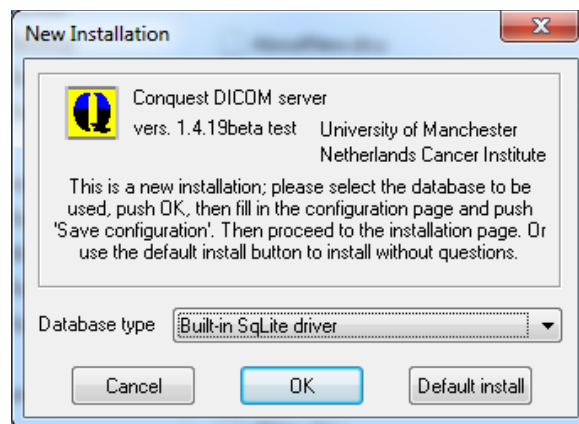 New Installation
Conquest DICOM server
vers. 1.4.19beta test
University of Manchester
Netherlands Cancer Institute
This is a new installation; please select the database to be
used, push OK, then fill in the configuration page and push
'Save configuration'. Then proceed to the installation page. Or
use the default install button to install without questions.
Database type
Built-in SqLite driver
Cancel
OK
Default install